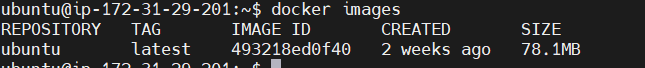 ubuntu@ip-172-31-29-201:~$ docker images
REPOSITORY TAG IMAGE ID CREATED SIZE
ubuntu latest 493218ed0f40 2 weeks ago 78.1MB
ubuntu@ip-172-31-29-201:~$